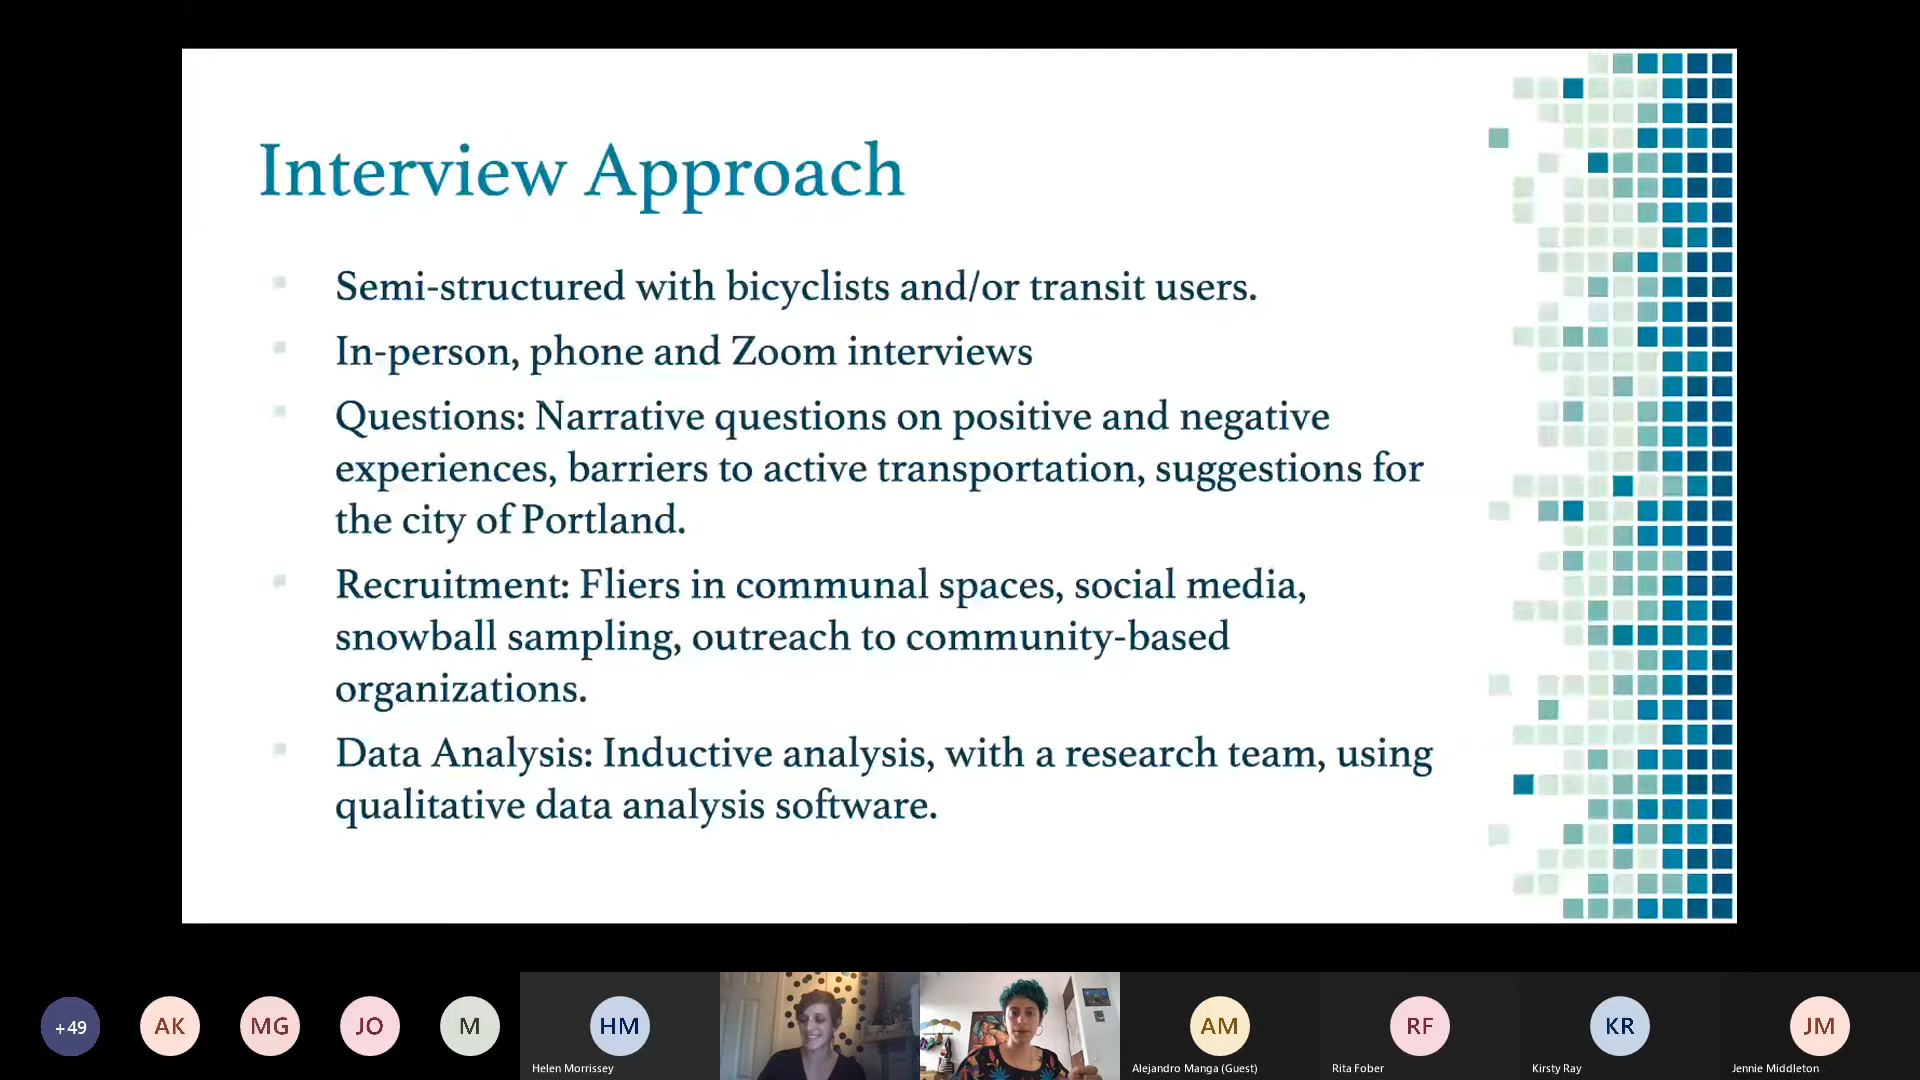 Interview Approach
Semi-structured with bicyclists and/or transit users.
In-person, phone and Zoom interviews
Questions: Narrative questions on positive and negative
experiences, barriers to active transportation, suggestions for
the city of Portland.
Recruitment: Fliers in communal spaces, social media,
snowball sampling, outreach to community-based
organizations.
Data Analysis: Inductive analysis, with a research team, using
qualitative data analysis software.
+49
AK
MG
JO
M
HM
AM
RF
KR
JM
Helen Morrissey
Alejandro Manga (Guest)
Rita Fober
Kirsty Ray
Jennie Middleton